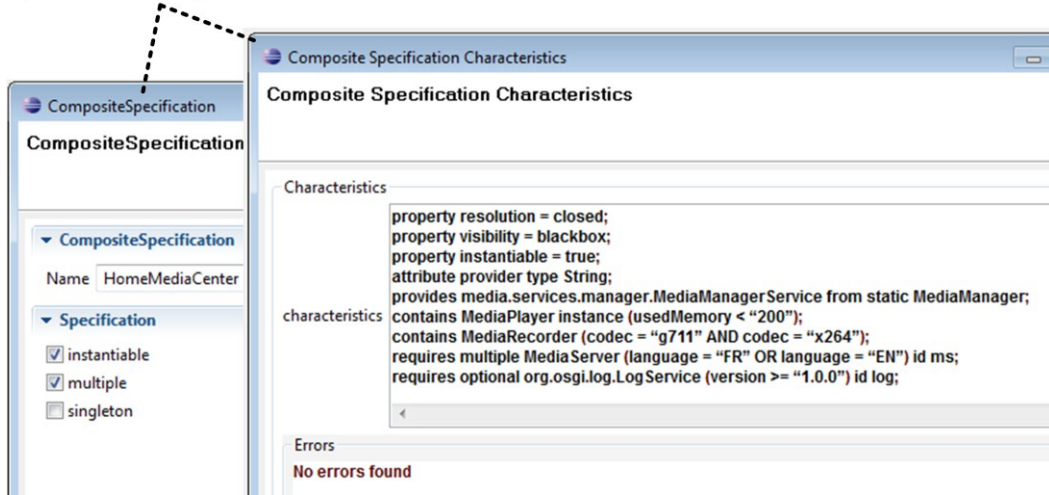 CompositeSpecification
CompositeSpecification
CompositeSpecification
Name HomeMediaCenter
Specification
instantiable
multiple
singleton
Composite Specification Characteristics
Composite Specification Characteristics
Characteristics
characteristics
property resolution = closed;
property visibility = blackbox;
property instantiable = true;
attribute provider type String;
provides media.services.manager.MediaManagerService from static MediaManager;
contains MediaPlayer instance (usedMemory < “200”);
contains MediaRecorder (codec = “g711” AND codec = “x264”);
requires multiple MediaServer (language = “FR” OR language = “EN”) id ms;
requires optional org.osgi.log.LogService (version >= “1.0.0”) id log;
Errors
No errors found